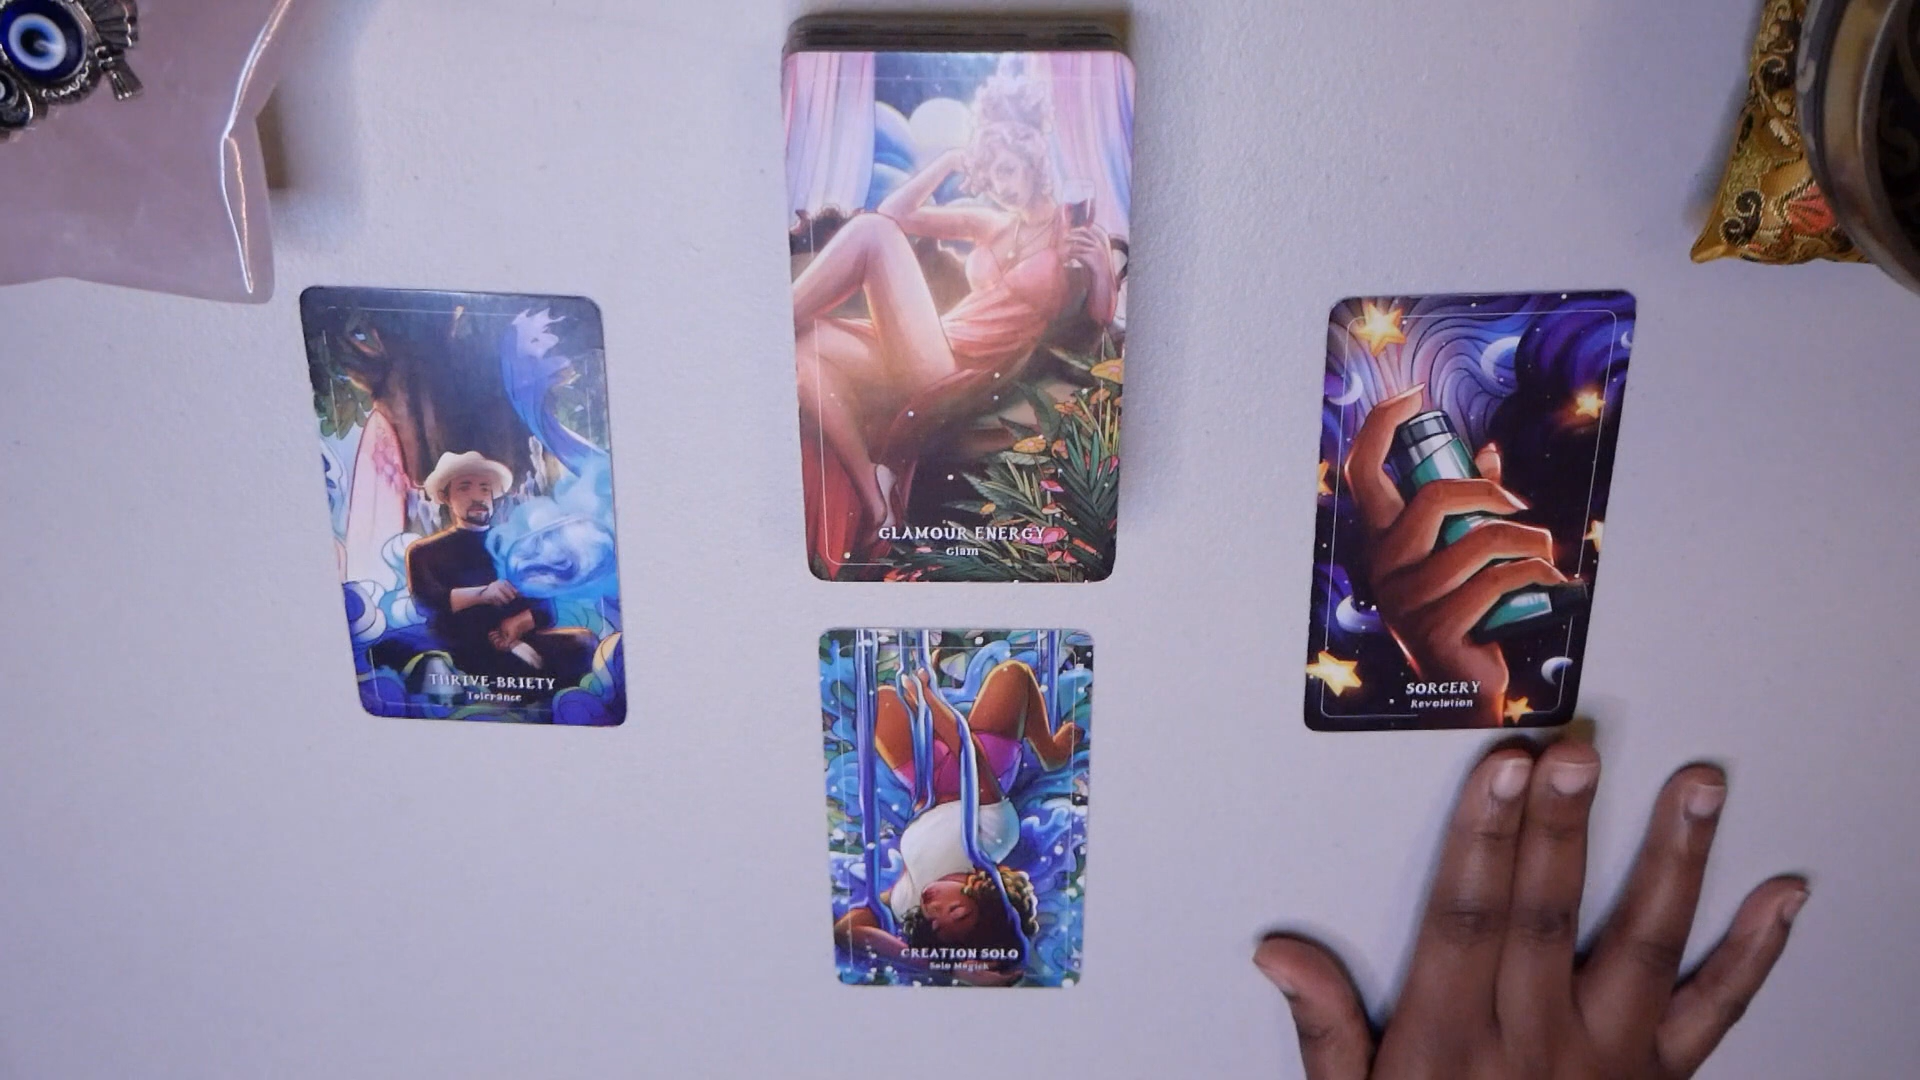 GLAMOUR ENERGY
Glam
THRIVE-BRIETY
Tolerance
SORCERY
Revolution
CREATION SOLO
Solo Magick